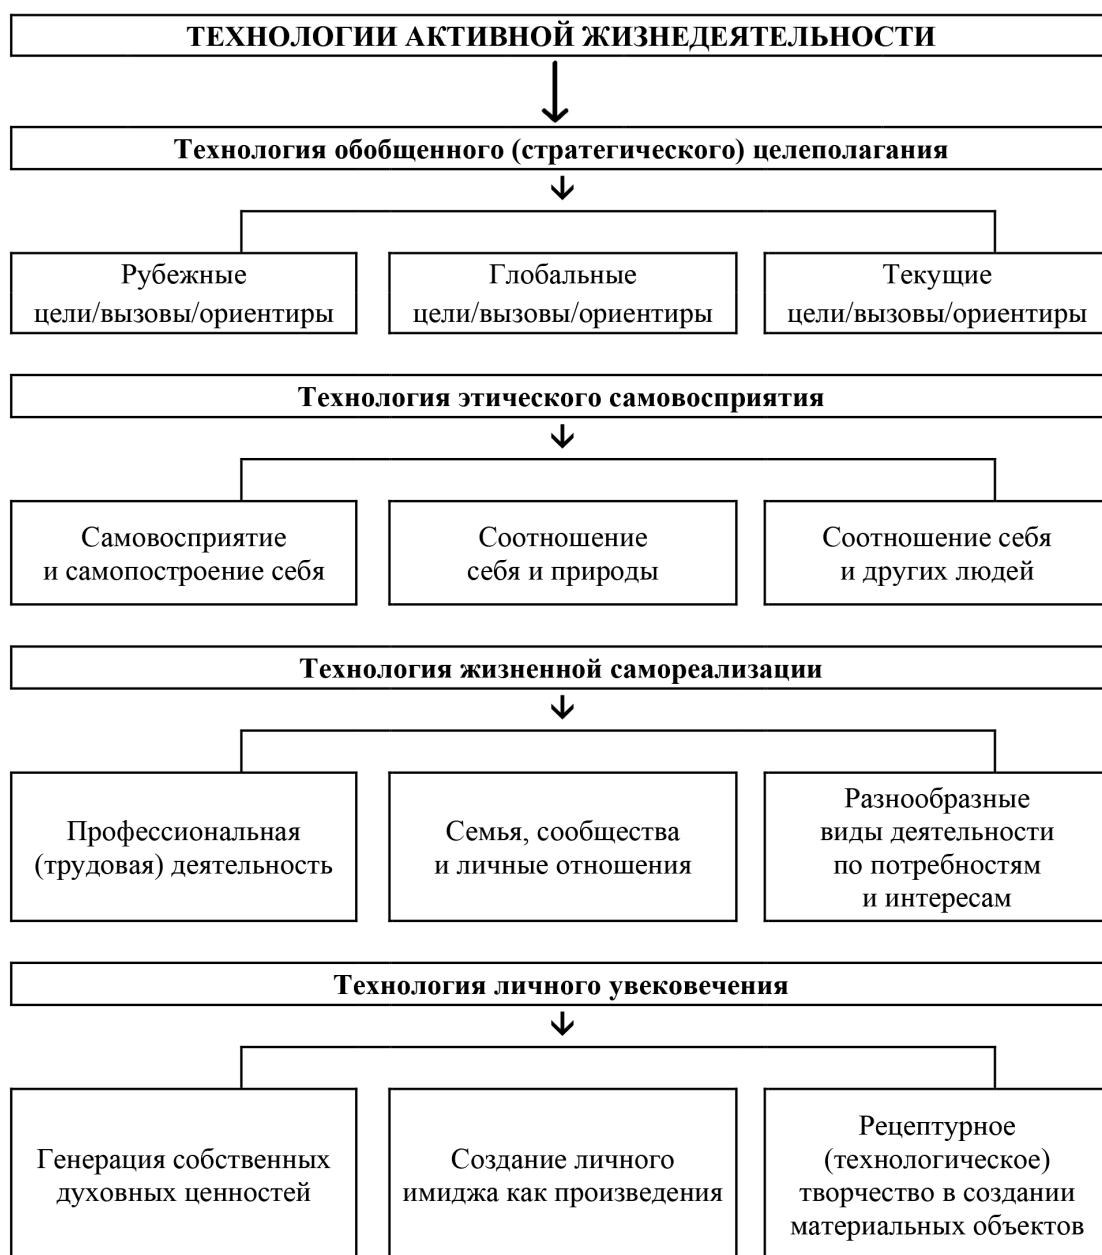 ТЕХНОЛОГИИ АКТИВНОЙ ЖИЗНЕДЕЯТЕЛЬНОСТИ
Технология обобщенного (стратегического) целеполагания
Рубежные
цели/вызовы/ориентиры
Глобальные
цели/вызовы/ориентиры
Текущие
цели/вызовы/ориентиры
Технология этического самовосприятия
Самовосприятие
и самопостроение себя
Соотношение
себя и природы
Соотношение себя
и других людей
Технология жизненной самореализации
Профессиональная
(трудовая) деятельность
Семья, сообщества
и личные отношения
Разнообразные
виды деятельности
по потребностям
и интересам
Технология личного увековечения
Генерация собственных
духовных ценностей
Создание личного
имиджа как произведения
Рецептурное
(технологическое)
творчество в создании
материальных объектов